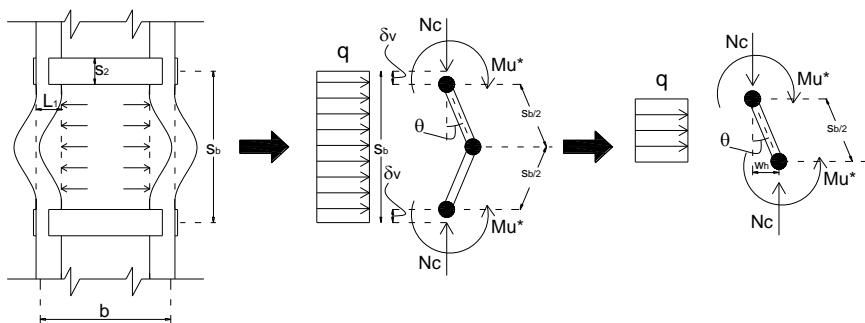 s2
L1
sb
b
q
δv
sb
δv
Nc
Mu*
θ
sb/2
sb/2
Mu*
Nc
q
Nc
Mu*
θ
sb/2
wh
Mu*
Nc